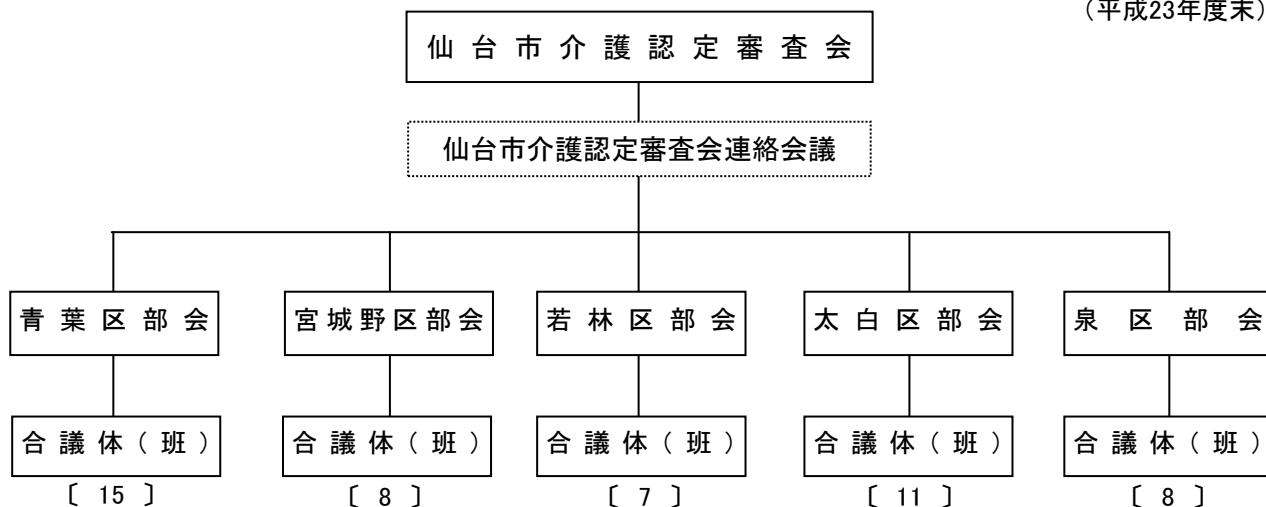 （平成23年度末）
仙台市介護認定審査会
仙台市介護認定審査会連絡会議
青葉区部会
宮城野区部会
若林区部会
太白区部会
泉区部会
合議体（班）
合議体（班）
合議体（班）
合議体（班）
合議体（班）
〔 15 〕
〔 8 〕
〔 7 〕
〔 11 〕
〔 8 〕